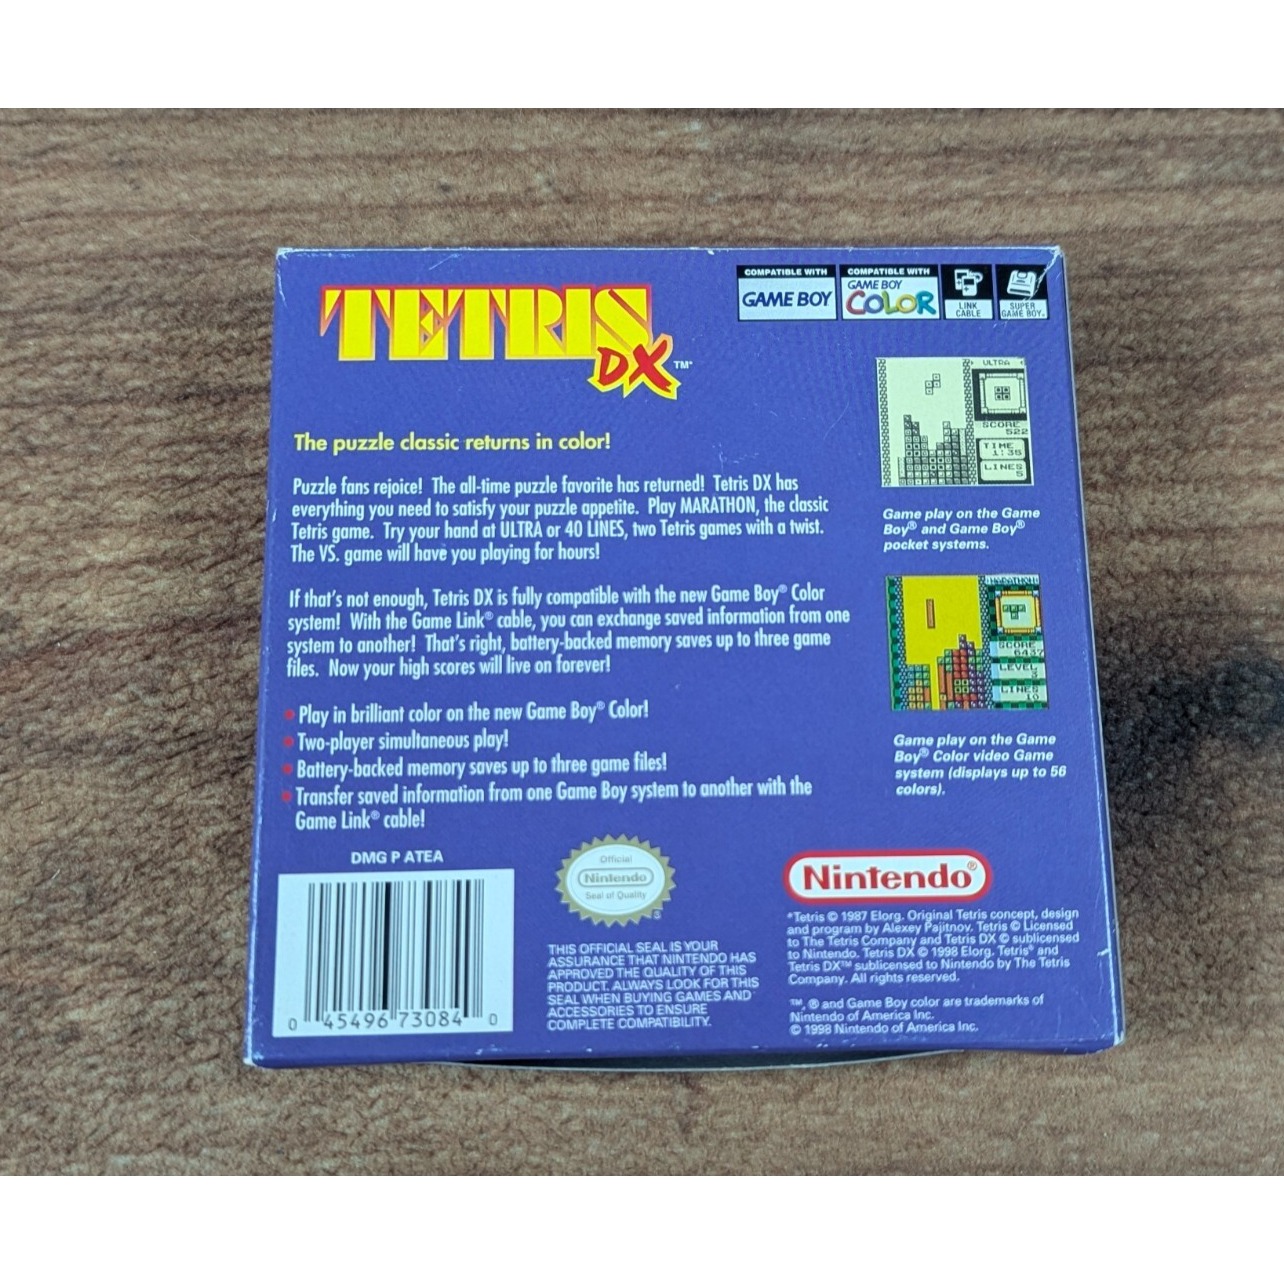 TETRIS
DX ™*
COMPATIBLE WITH
GAME BOY
COMPATIBLE WITH
GAME BOY
COLOR
LINK
CABLE
SUPER
GAME BOY®
The puzzle classic returns in color!
Puzzle fans rejoice! The all-time puzzle favorite has returned! Tetris DX has
everything you need to satisfy your puzzle appetite. Play MARATHON, the classic
Tetris game. Try your hand at ULTRA or 40 LINES, two Tetris games with a twist.
The VS. game will have you playing for hours!
If that's not enough, Tetris DX is fully compatible with the new Game Boy® Color
system! With the Game Link® cable, you can exchange saved information from one
system to another! That's right, battery-backed memory saves up to three game
files. Now your high scores will live on forever!
• Play in brilliant color on the new Game Boy® Color!
• Two-player simultaneous play!
• Battery-backed memory saves up to three game files!
• Transfer saved information from one Game Boy system to another with the
Game Link® cable!
ULTRA
SCORE
522
TIME
1:35
LINES
5
Game play on the Game
Boy® and Game Boy®
pocket systems.
MARATHON
SCORE
6437
LEVEL
LINES
10
Game play on the Game
Boy® Color video Game
system (displays up to 56
colors).
DMG P ATEA
0 45496 73084 0
Official
Nintendo
Seal of Quality
THIS OFFICIAL SEAL IS YOUR
ASSURANCE THAT NINTENDO HAS
APPROVED THE QUALITY OF THIS
PRODUCT. ALWAYS LOOK FOR THIS
SEAL WHEN BUYING GAMES AND
ACCESSORIES TO ENSURE
COMPLETE COMPATIBILITY.
Nintendo®
*Tetris © 1987 Elorg. Original Tetris concept, design
and program by Alexey Pajitnov. Tetris © Licensed
to The Tetris Company and Tetris DX © sublicensed
to Nintendo. Tetris DX © 1998 Elorg. Tetris® and
Tetris DX™ sublicensed to Nintendo by The Tetris
Company. All rights reserved.
™, ® and Game Boy color are trademarks of
Nintendo of America Inc.
© 1998 Nintendo of America Inc.